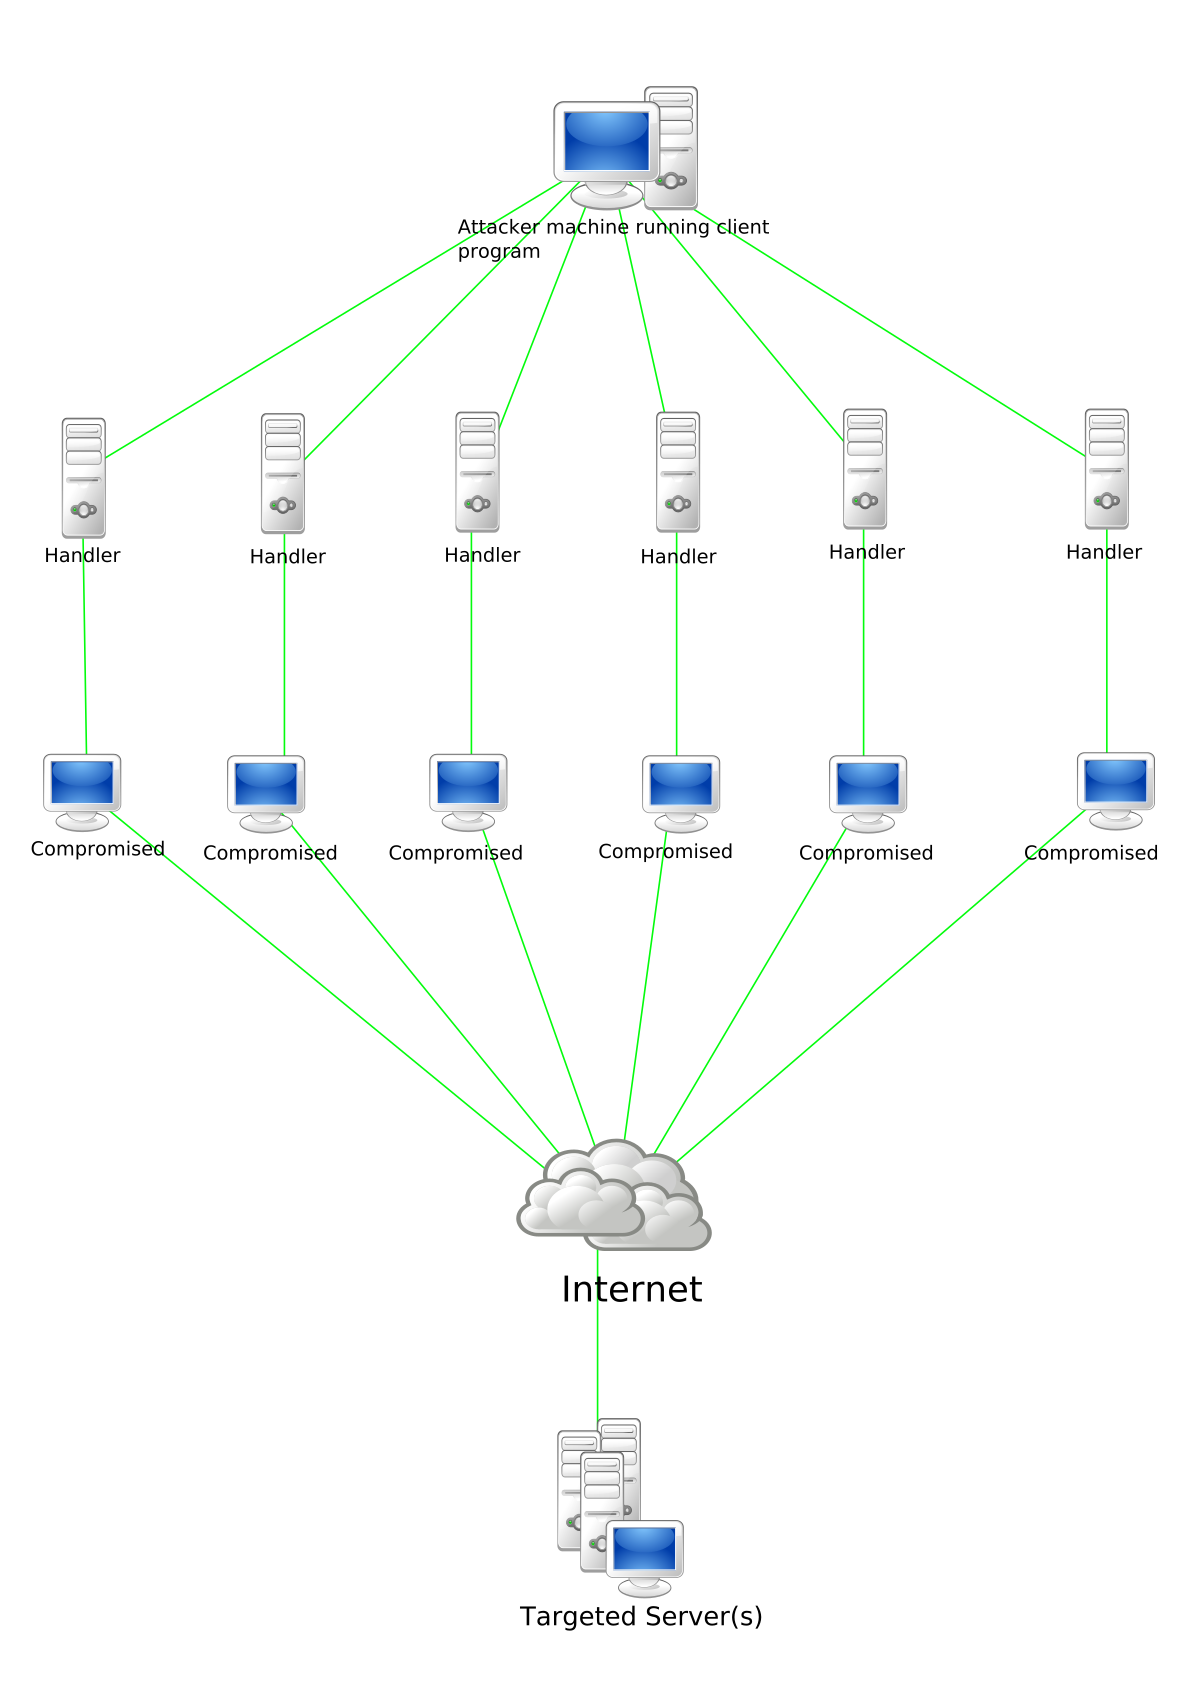 Attacker machine running client
program
Handler
Handler
Handler
Handler
Handler
Handler
Compromised
Compromised
Compromised
Compromised
Compromised
Compromised
Internet
Targeted Server(s)